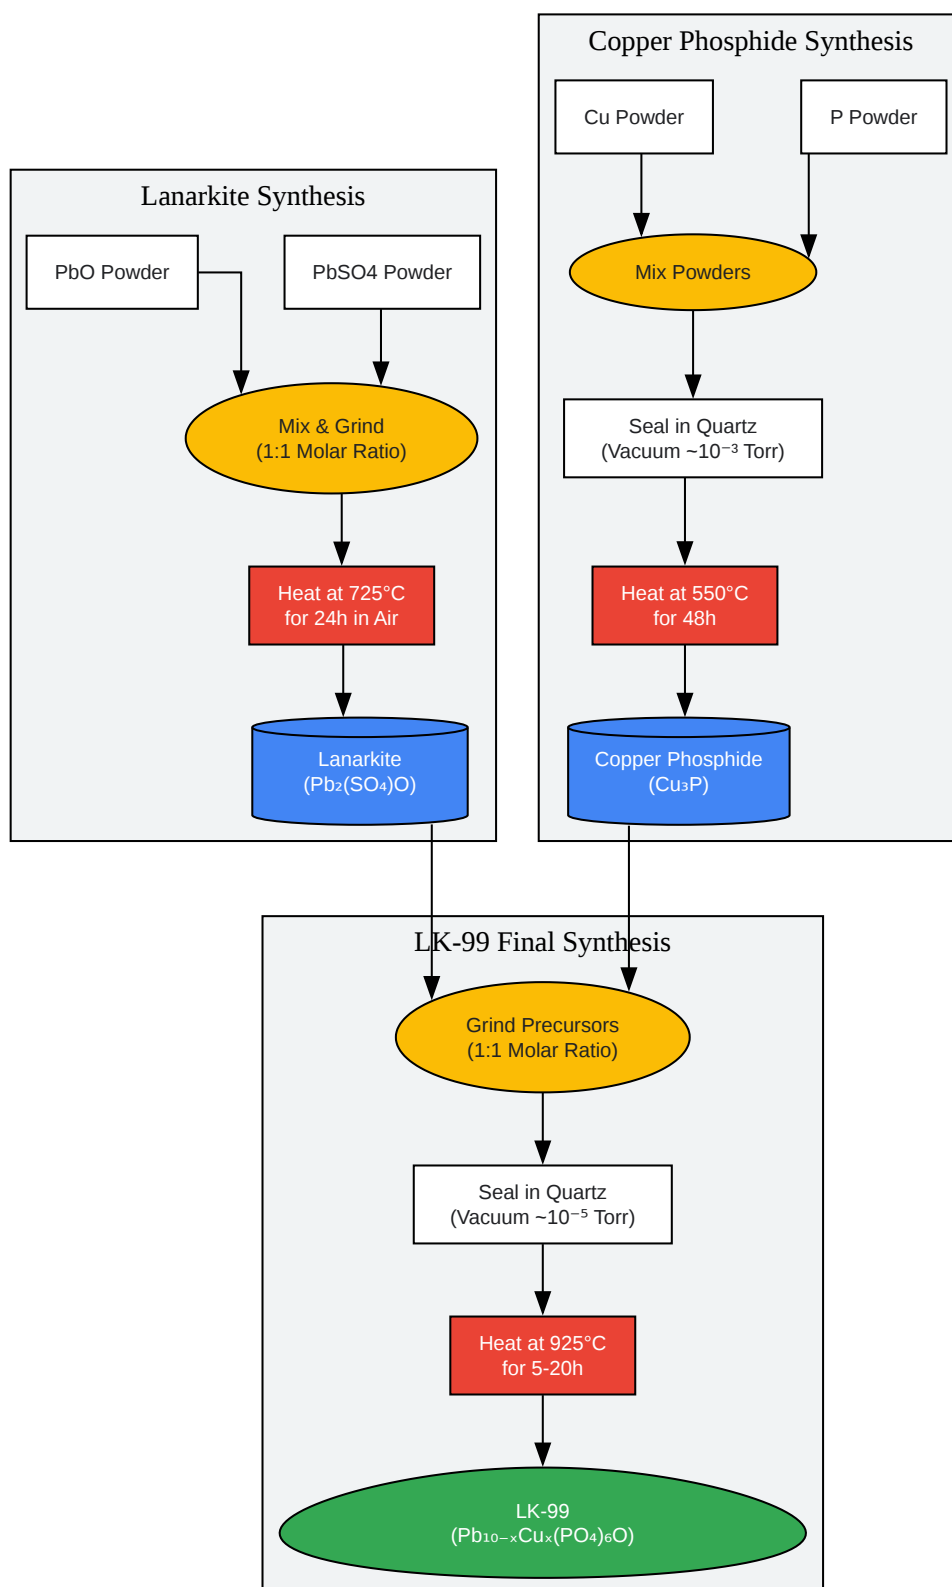 Copper Phosphide Synthesis
Cu Powder
P Powder
Lanarkite Synthesis
PbO Powder
PbSO4 Powder
Mix Powders
Mix & Grind
(1:1 Molar Ratio)
Seal in Quartz
(Vacuum ~10⁻³ Torr)
Heat at 725°C
for 24h in Air
Heat at 550°C
for 48h
Lanarkite
(Pb₂(SO₄)O)
Copper Phosphide
(Cu₃P)
LK-99 Final Synthesis
Grind Precursors
(1:1 Molar Ratio)
Seal in Quartz
(Vacuum ~10⁻⁵ Torr)
Heat at 925°C
for 5-20h
LK-99
(Pb₁₀₋ₓCuₓ(PO₄)₆O)